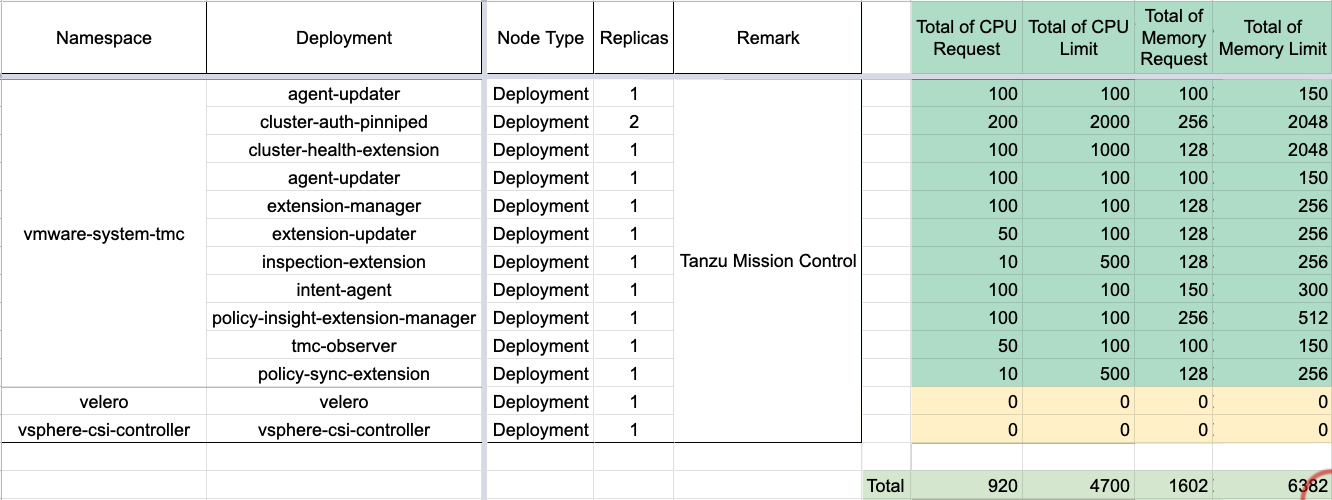 Namespace Deployment Node Type Replicas Remark Total of CPU Request Total of CPU Limit Total of Memory Request Total of Memory Limit
agent-updater Deployment 1 100 100 100 150
cluster-auth-pinniped Deployment 2 200 2000 256 2048
cluster-health-extension Deployment 1 100 1000 128 2048
agent-updater Deployment 1 100 100 100 150
extension-manager Deployment 1 100 100 128 256
vmware-system-tmc extension-updater Deployment 1 50 100 128 256
inspection-extension Deployment 1 Tanzu Mission Control 10 500 128 256
intent-agent Deployment 1 100 100 150 300
policy-insight-extension-manager Deployment 1 100 100 256 512
tmc-observer Deployment 1 50 100 100 150
policy-sync-extension Deployment 1 10 500 128 256
velero velero Deployment 1 0 0 0 0
vsphere-csi-controller vsphere-csi-controller Deployment 1 0 0 0 0
Total 920 4700 1602 6382